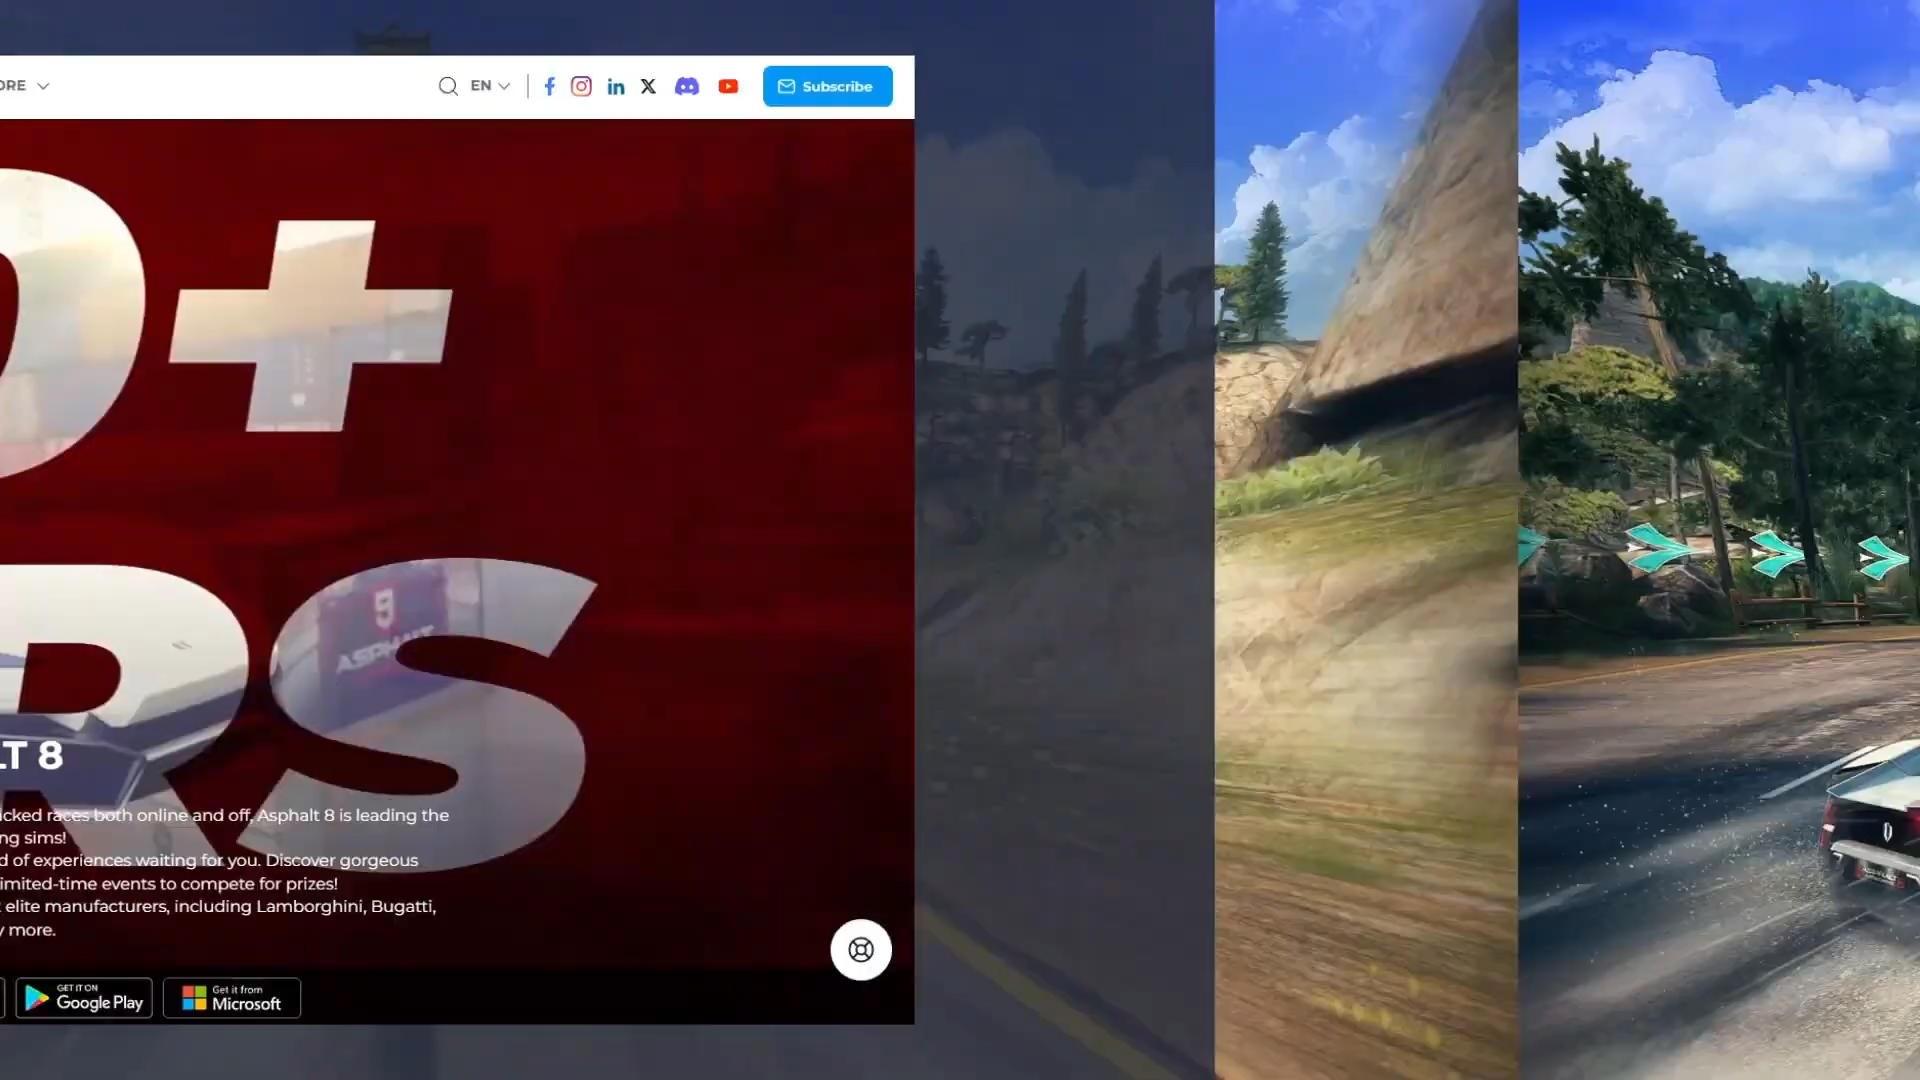 ORE
EN
Subscribe
0+
RS
9
ASPHALT
LT 8
icked races both online and off, Asphalt 8 is leading the
ng sims!
d of experiences waiting for you. Discover gorgeous
limited-time events to compete for prizes!
elite manufacturers, including Lamborghini, Bugatti,
y more.
GET IT ON
Google Play
Get it from
Microsoft